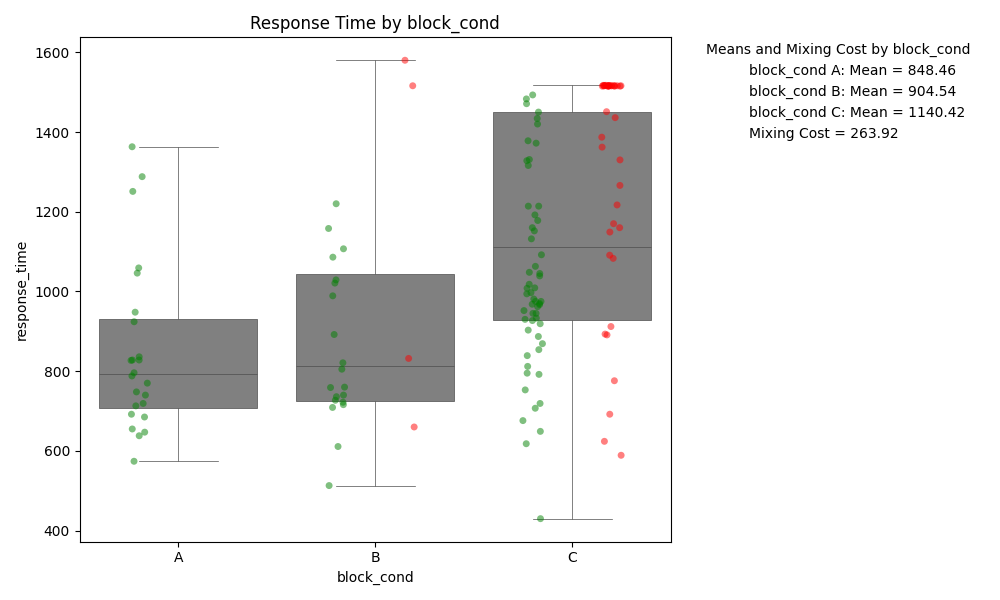 Response Time by block_cond
Means and Mixing Cost by block_cond
block_cond A: Mean = 848.46
block_cond B: Mean = 904.54
block_cond C: Mean = 1140.42
Mixing Cost = 263.92
response_time
1600
1400
1200
1000
800
600
400
A
B
C
block_cond